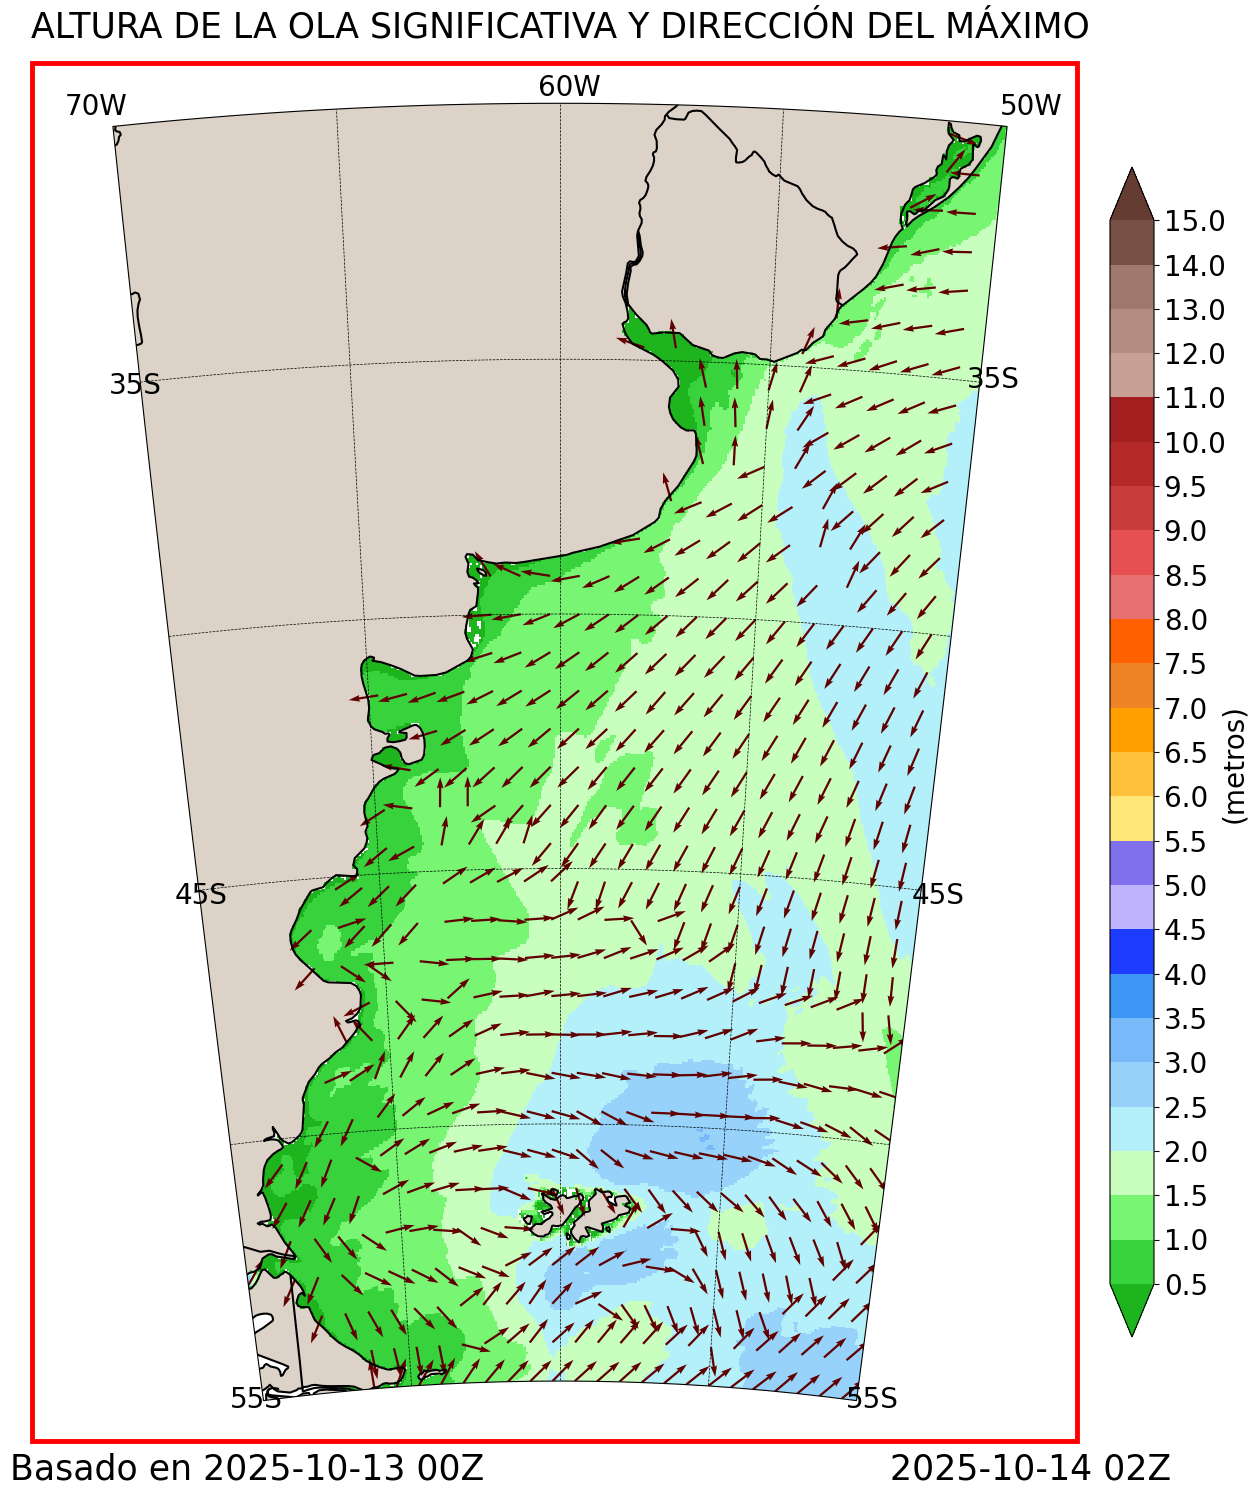 ALTURA DE LA OLA SIGNIFICATIVA Y DIRECCIÓN DEL MÁXIMO
70W
60W
50W
35S
35S
45S
45S
55S
55S
15.0
14.0
13.0
12.0
11.0
10.0
9.5
9.0
8.5
8.0
7.5
7.0
6.5
6.0
5.5
5.0
4.5
4.0
3.5
3.0
2.5
2.0
1.5
1.0
0.5
(metros)
Basado en 2025-10-13 00Z
2025-10-14 02Z